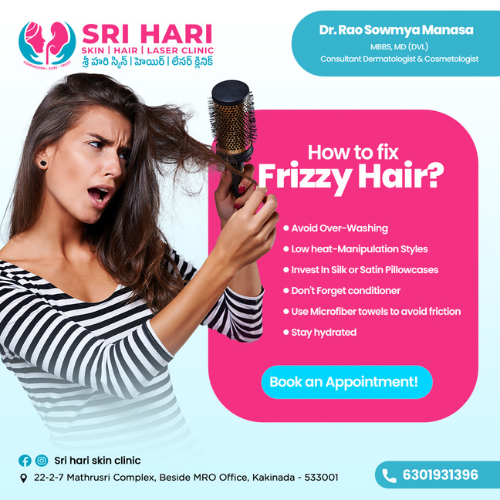 SRI HARI
SKIN | HAIR | LASER CLINIC
శ్రీ హరి స్కిన్ | హెయిర్ | లేసర్ క్లినిక్
Dr. Rao Sowmya Manasa
MBBS, MD (DVL)
Consultant Dermatologist & Cosmetologist
How to fix
Frizzy Hair?
Avoid Over-Washing
Low heat-Manipulation Styles
Invest In Silk or Satin Pillowcases
Don't Forget conditioner
Use Microfiber towels to avoid friction
Stay hydrated
Book an Appointment!
Sri hari skin clinic
22-2-7 Mathrusri Complex, Beside MRO Office, Kakinada - 533001
6301931396